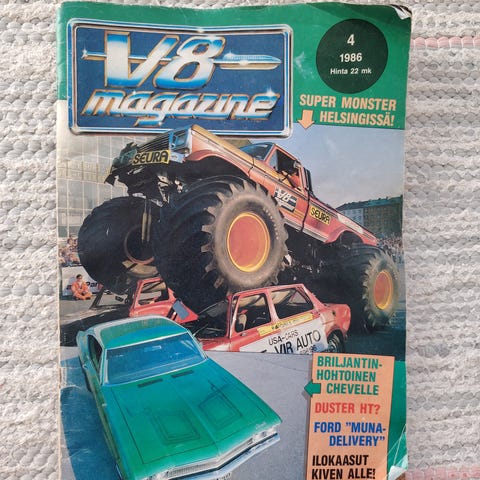 V8
magazine
4
1986
Hinta 22 mk
SUPER MONSTER
HELSINGISSÄ!
SEURA
V8
SEURA
USA-CARS
VIR AUTO
BRILJANTIN-
HOHTOINEN
CHEVELLE
DUSTER HT?
FORD "MUNA-
DELIVERY"
ILOKAASUT
KIVEN ALLE!